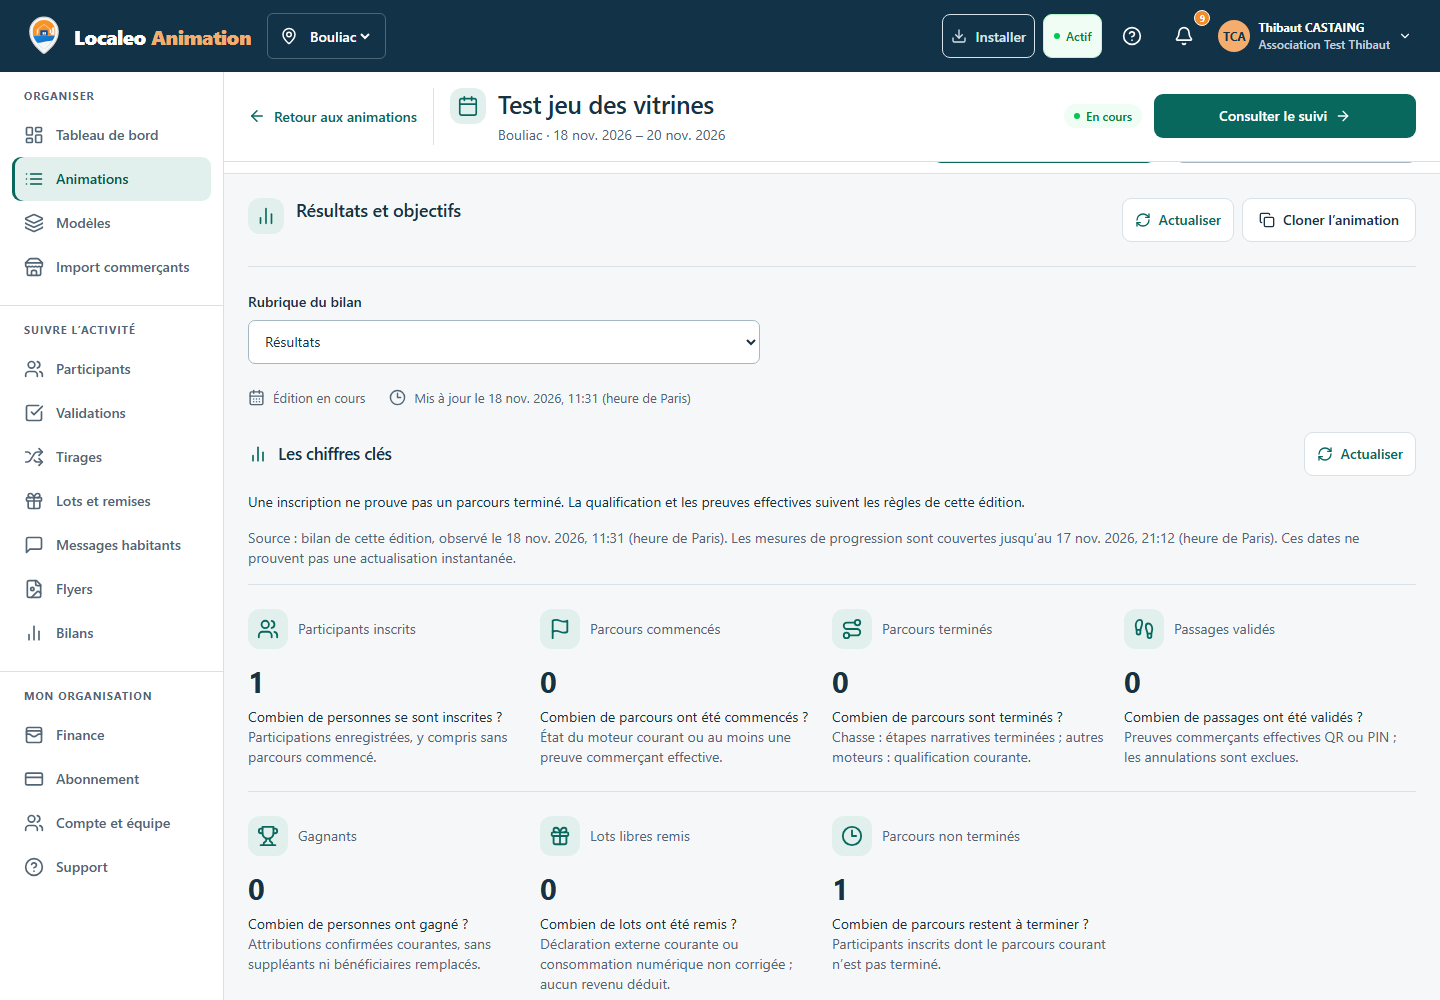 Localeo Animation
Bouliac
Installer
Actif
9
TCA
Thibaut CASTAING
Association Test Thibaut
ORGANISER
Tableau de bord
Animations
Modèles
Import commerçants
SUIVRE L'ACTIVITÉ
Participants
Validations
Tirages
Lots et remises
Messages habitants
Flyers
Bilans
MON ORGANISATION
Finance
Abonnement
Compte et équipe
Support
Retour aux animations
Test jeu des vitrines
Bouliac · 18 nov. 2026 – 20 nov. 2026
En cours
Consulter le suivi
Résultats et objectifs
Actualiser
Cloner l'animation
Rubrique du bilan
Résultats
Édition en cours
Mis à jour le 18 nov. 2026, 11:31 (heure de Paris)
Les chiffres clés
Actualiser
Une inscription ne prouve pas un parcours terminé. La qualification et les preuves effectives suivent les règles de cette édition.
Source : bilan de cette édition, observé le 18 nov. 2026, 11:31 (heure de Paris). Les mesures de progression sont couvertes jusqu'au 17 nov. 2026, 21:12 (heure de Paris). Ces dates ne
prouvent pas une actualisation instantanée.
Participants inscrits
1
Combien de personnes se sont inscrites ?
Participations enregistrées, y compris sans
parcours commencé.
Parcours commencés
0
Combien de parcours ont été commencés ?
État du moteur courant ou au moins une
preuve commerçant effective.
Parcours terminés
0
Combien de parcours sont terminés ?
Chasse : étapes narratives terminées ; autres
moteurs : qualification courante.
Passages validés
0
Combien de passages ont été validés ?
Preuves commerçants effectives QR ou PIN ;
les annulations sont exclues.
Gagnants
0
Combien de personnes ont gagné ?
Attributions confirmées courantes, sans
suppléants ni bénéficiaires remplacés.
Lots libres remis
0
Combien de lots ont été remis ?
Déclaration externe courante ou
consommation numérique non corrigée ;
aucun revenu déduit.
Parcours non terminés
1
Combien de parcours restent à terminer ?
Participants inscrits dont le parcours courant
n'est pas terminé.